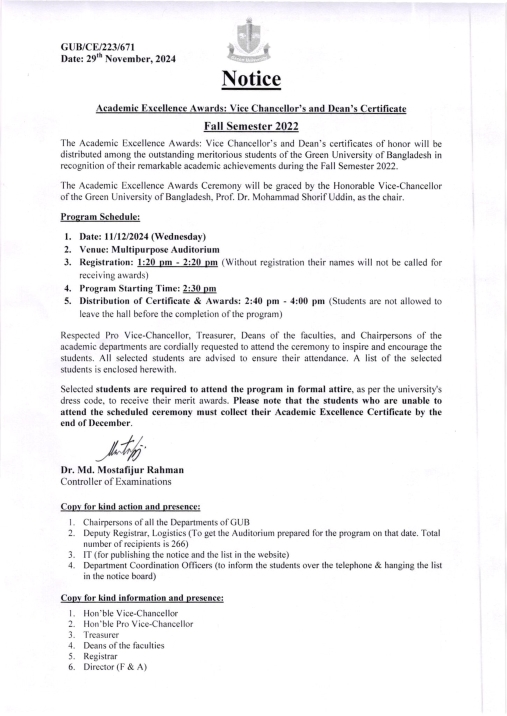 GUB/CE/223/671
Date: 29th November, 2024
Notice
Academic Excellence Awards: Vice Chancellor's and Dean's Certificate
Fall Semester 2022
The Academic Excellence Awards: Vice Chancellor's and Dean's certificates of honor will be
distributed among the outstanding meritorious students of the Green University of Bangladesh in
recognition of their remarkable academic achievements during the Fall Semester 2022.
The Academic Excellence Awards Ceremony will be graced by the Honorable Vice-Chancellor
of the Green University of Bangladesh, Prof. Dr. Mohammad Shorif Uddin, as the chair.
Program Schedule:
1. Date: 11/12/2024 (Wednesday)
2. Venue: Multipurpose Auditorium
3. Registration: 1:20 pm - 2:20 pm (Without registration their names will not be called for
receiving awards)
4. Program Starting Time: 2:30 pm
5. Distribution of Certificate & Awards: 2:40 pm - 4:00 pm (Students are not allowed to
leave the hall before the completion of the program)
Respected Pro Vice-Chancellor, Treasurer, Deans of the faculties, and Chairpersons of the
academic departments are cordially requested to attend the ceremony to inspire and encourage the
students. All selected students are advised to ensure their attendance. A list of the selected
students is enclosed herewith.
Selected students are required to attend the program in formal attire, as per the university's
dress code, to receive their merit awards. Please note that the students who are unable to
attend the scheduled ceremony must collect their Academic Excellence Certificate by the
end of December.
Dr. Md. Mostafijur Rahman
Controller of Examinations
Copy for kind action and presence:
1. Chairpersons of all the Departments of GUB
2. Deputy Registrar, Logistics (To get the Auditorium prepared for the program on that date. Total
number of recipients is 266)
3. IT (for publishing the notice and the list in the website)
4. Department Coordination Officers (to inform the students over the telephone & hanging the list
in the notice board)
Copy for kind information and presence:
1. Hon'ble Vice-Chancellor
2. Hon'ble Pro Vice-Chancellor
3. Treasurer
4. Deans of the faculties
5. Registrar
6. Director (F & A)